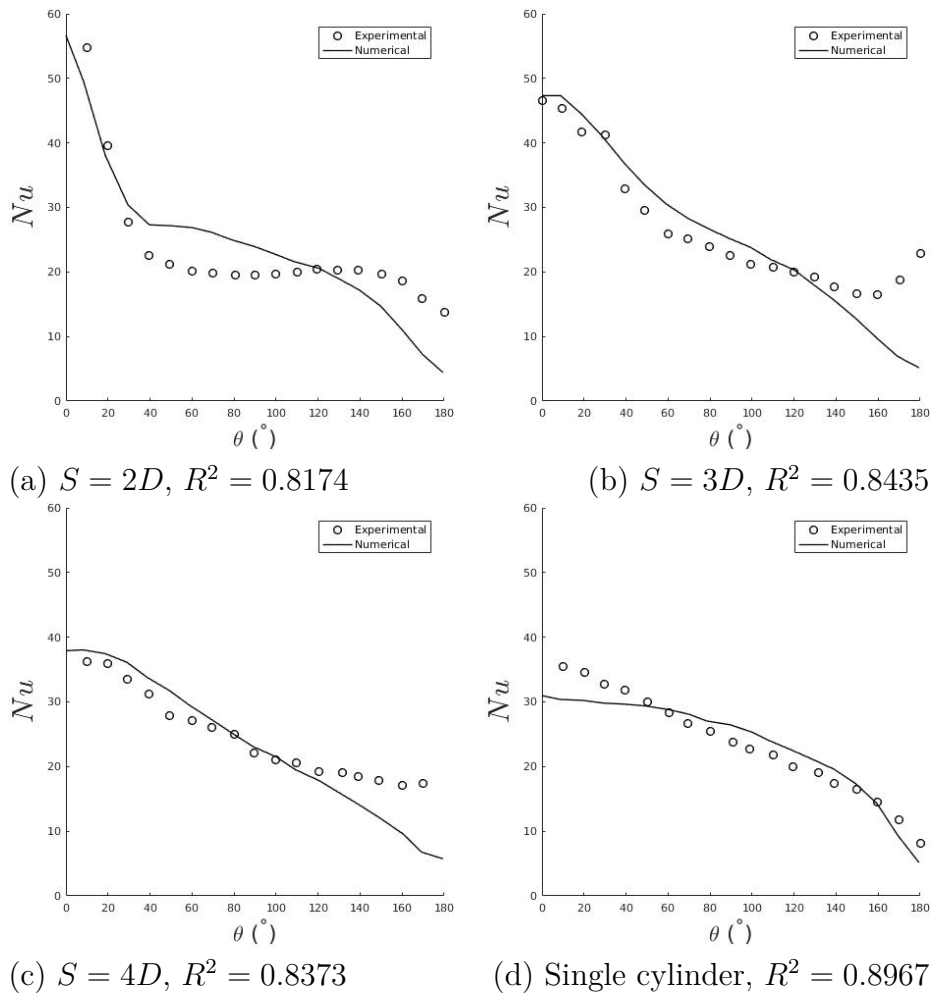 60
50
40
30
20
10
0
Nu
Experimental
Numerical
0 20 40 60 80 100 120 140 160 180
θ (°)
(a) S = 2D, R² = 0.8174
60
50
40
30
20
10
0
Nu
Experimental
Numerical
0 20 40 60 80 100 120 140 160 180
θ (°)
(b) S = 3D, R² = 0.8435
60
50
40
30
20
10
0
Nu
Experimental
Numerical
0 20 40 60 80 100 120 140 160 180
θ (°)
(c) S = 4D, R² = 0.8373
60
50
40
30
20
10
0
Nu
Experimental
Numerical
0 20 40 60 80 100 120 140 160 180
θ (°)
(d) Single cylinder, R² = 0.8967